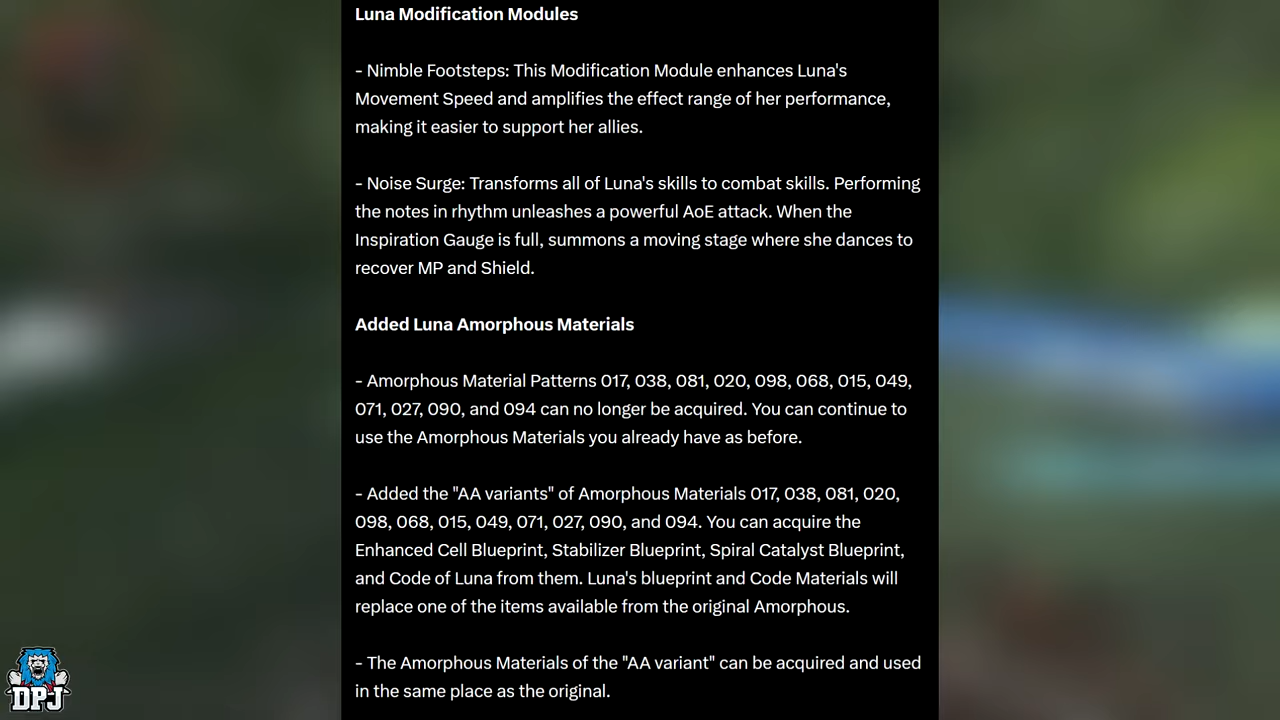 Luna Modification Modules
- Nimble Footsteps: This Modification Module enhances Luna's
Movement Speed and amplifies the effect range of her performance,
making it easier to support her allies.
- Noise Surge: Transforms all of Luna's skills to combat skills. Performing
the notes in rhythm unleashes a powerful AoE attack. When the
Inspiration Gauge is full, summons a moving stage where she dances to
recover MP and Shield.
Added Luna Amorphous Materials
- Amorphous Material Patterns 017, 038, 081, 020, 098, 068, 015, 049,
071, 027, 090, and 094 can no longer be acquired. You can continue to
use the Amorphous Materials you already have as before.
- Added the "AA variants" of Amorphous Materials 017, 038, 081, 020,
098, 068, 015, 049, 071, 027, 090, and 094. You can acquire the
Enhanced Cell Blueprint, Stabilizer Blueprint, Spiral Catalyst Blueprint,
and Code of Luna from them. Luna's blueprint and Code Materials will
replace one of the items available from the original Amorphous.
- The Amorphous Materials of the "AA variant" can be acquired and used
in the same place as the original.
DPJ